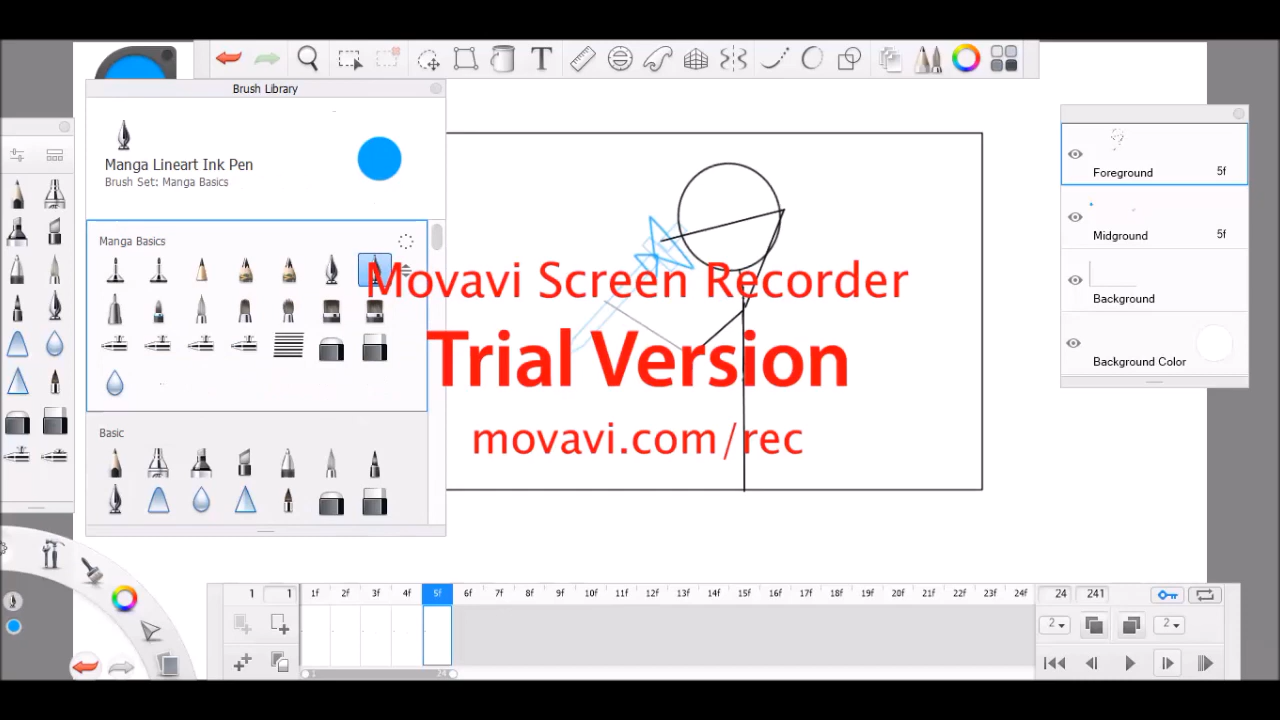 T
Brush Library
Manga Lineart Ink Pen
Brush Set: Manga Basics
Manga Basics
Basic
Foreground 5f
Midground 5f
Background
Background Color
Movavi Screen Recorder
Trial Version
movavi.com/rec
1 1 1f 2f 3f 4f 5f 6f 7f 8f 9f 10f 11f 12f 13f 14f 15f 16f 17f 18f 19f 20f 21f 22f 23f 24f 24 241
2 2
1 24